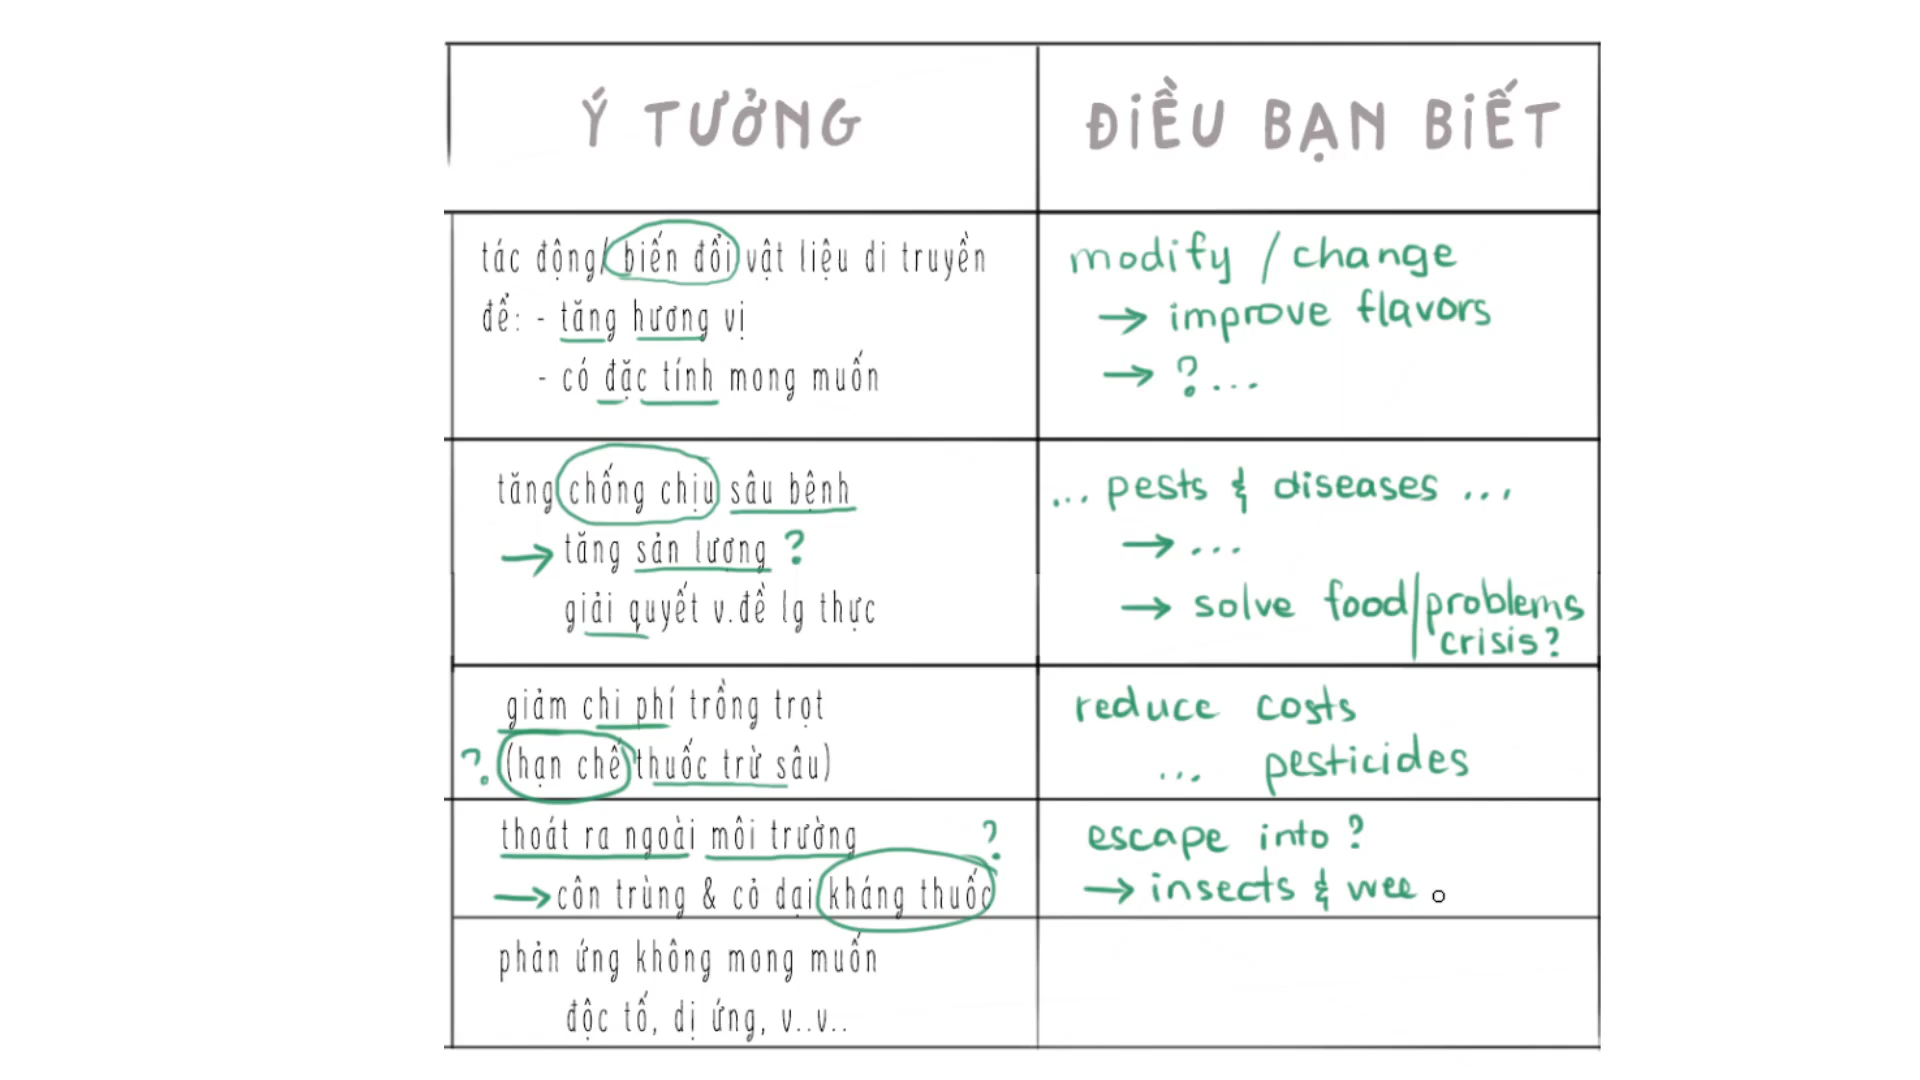 Ý TƯỞNG
ĐIỀU BẠN BIẾT
tác động/ biến đổi vật liệu di truyền
để: - tăng hương vị
- có đặc tính mong muốn
modify / change
→ improve flavors
→ ?...
tăng chống chịu sâu bệnh
→ tăng sản lượng ?
giải quyết v.đề lg thực
... pests & diseases ...
→ ...
→ solve food/problems
crisis?
giảm chi phí trồng trọt
? (hạn chế thuốc trừ sâu)
reduce costs
... pesticides
thoát ra ngoài môi trường ?
→ côn trùng & cỏ dại kháng thuốc
escape into ?
→ insects & wee
phản ứng không mong muốn
độc tố, dị ứng, v..v..